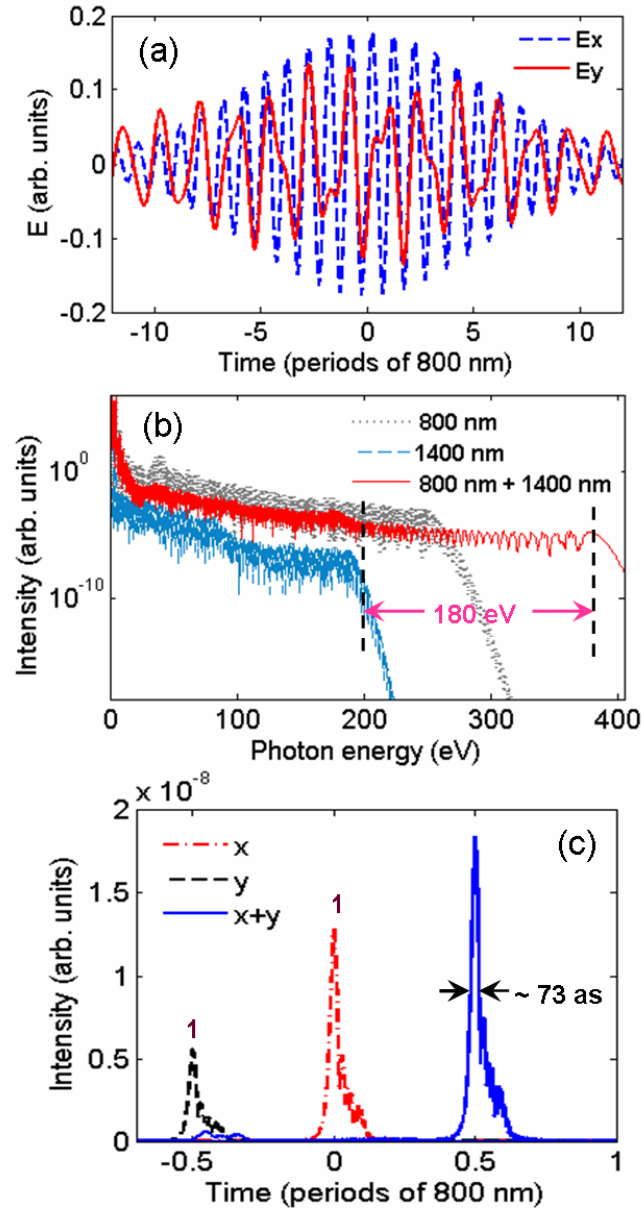 (a)
Ex
Ey
0.2
0.1
0
-0.1
-0.2
E (arb. units)
-10 -5 0 5 10
Time (periods of 800 nm)
(b)
800 nm
1400 nm
800 nm + 1400 nm
10^0
10^-10
Intensity (arb. units)
180 eV
0 100 200 300 400
Photon energy (eV)
x 10^-8
(c)
x
y
x+y
2
1.5
1
0.5
0
Intensity (arb. units)
1
1
~ 73 as
-0.5 0 0.5 1
Time (periods of 800 nm)